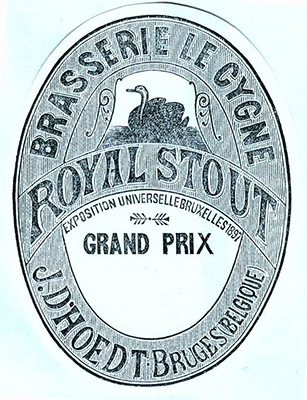 BRASSERIE LE CYGNE
ROYAL STOUT
EXPOSITION UNIVERSELLE BRUXELLES 1897
GRAND PRIX
J. D'HOEDT·BRUGES (BELGIQUE)